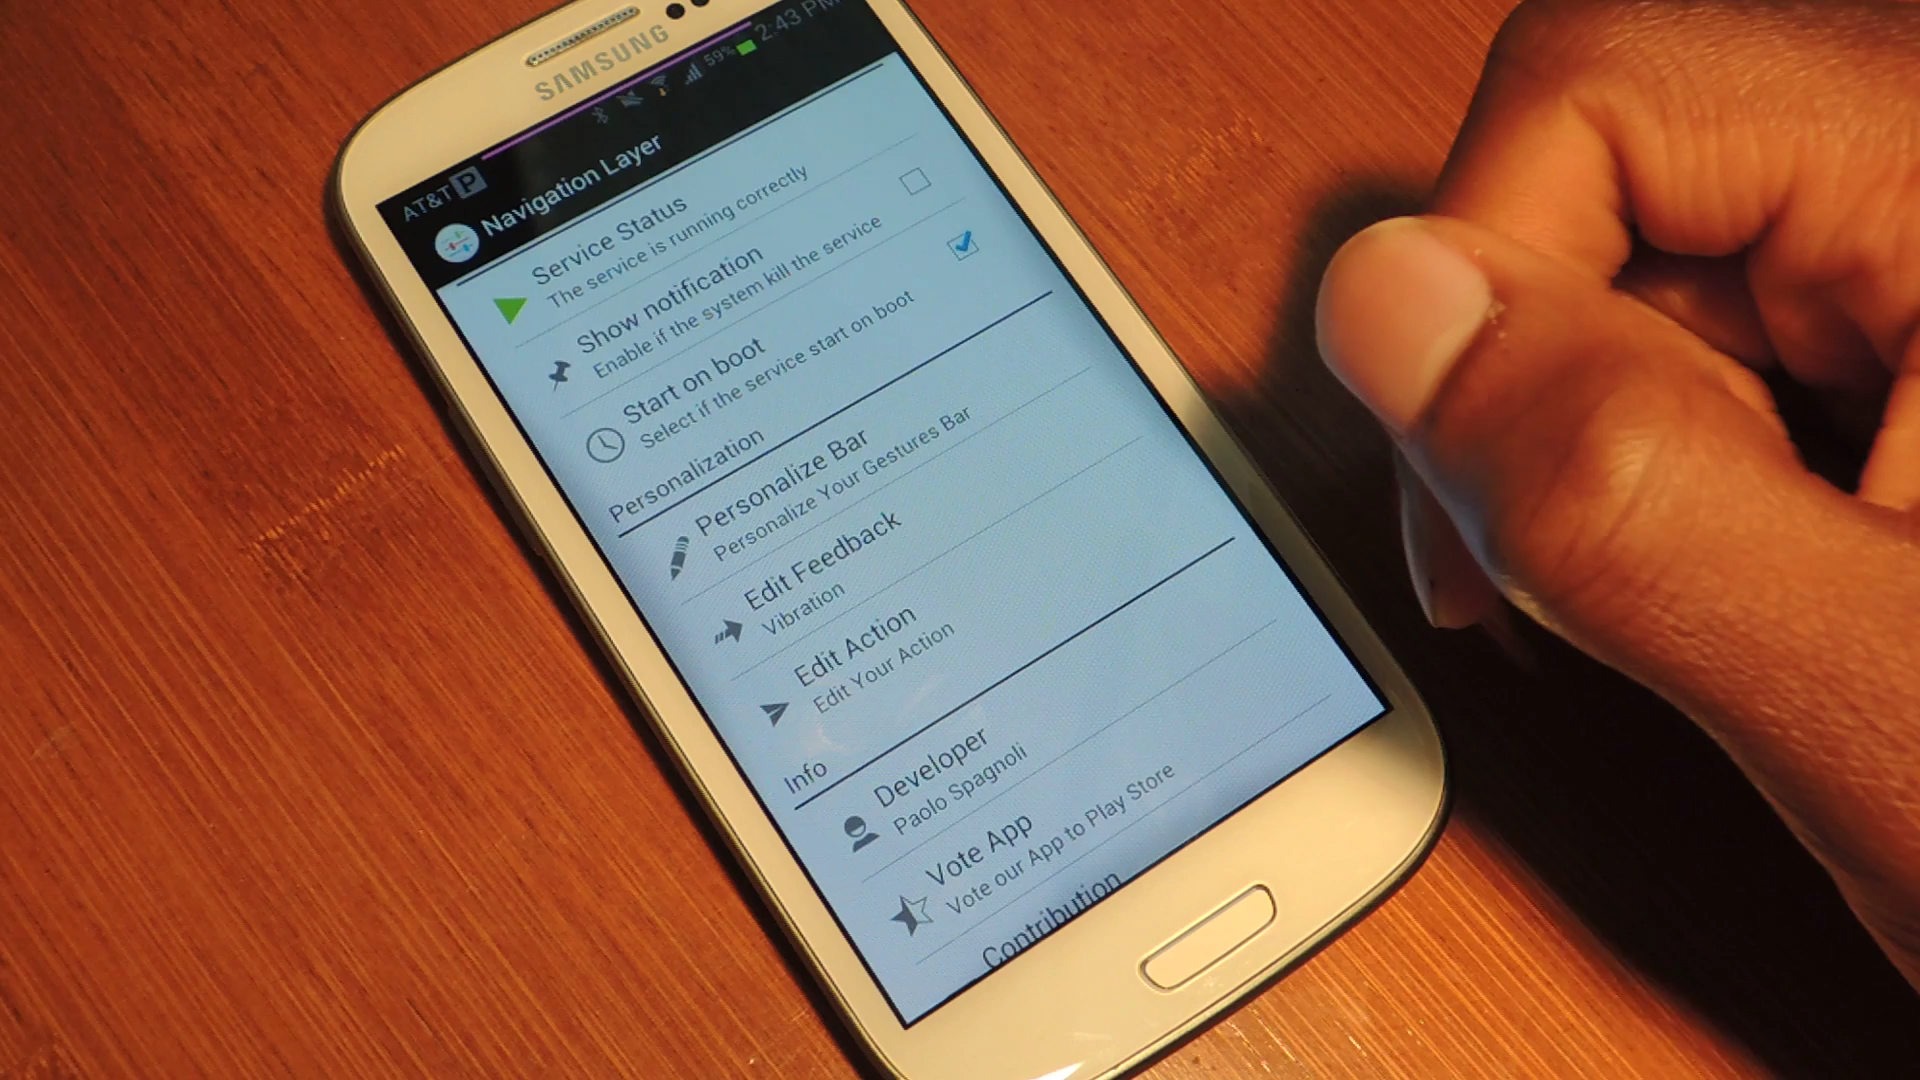 SAMSUNG
AT&T P 59% 2:43 PM
Navigation Layer
Service Status
The service is running correctly
Show notification
Enable if the system kill the service
Start on boot
Select if the service start on boot
Personalization
Personalize Bar
Personalize Your Gestures Bar
Edit Feedback
Vibration
Edit Action
Edit Your Action
Info
Developer
Paolo Spagnoli
Vote App
Vote our App to Play Store
Contribution